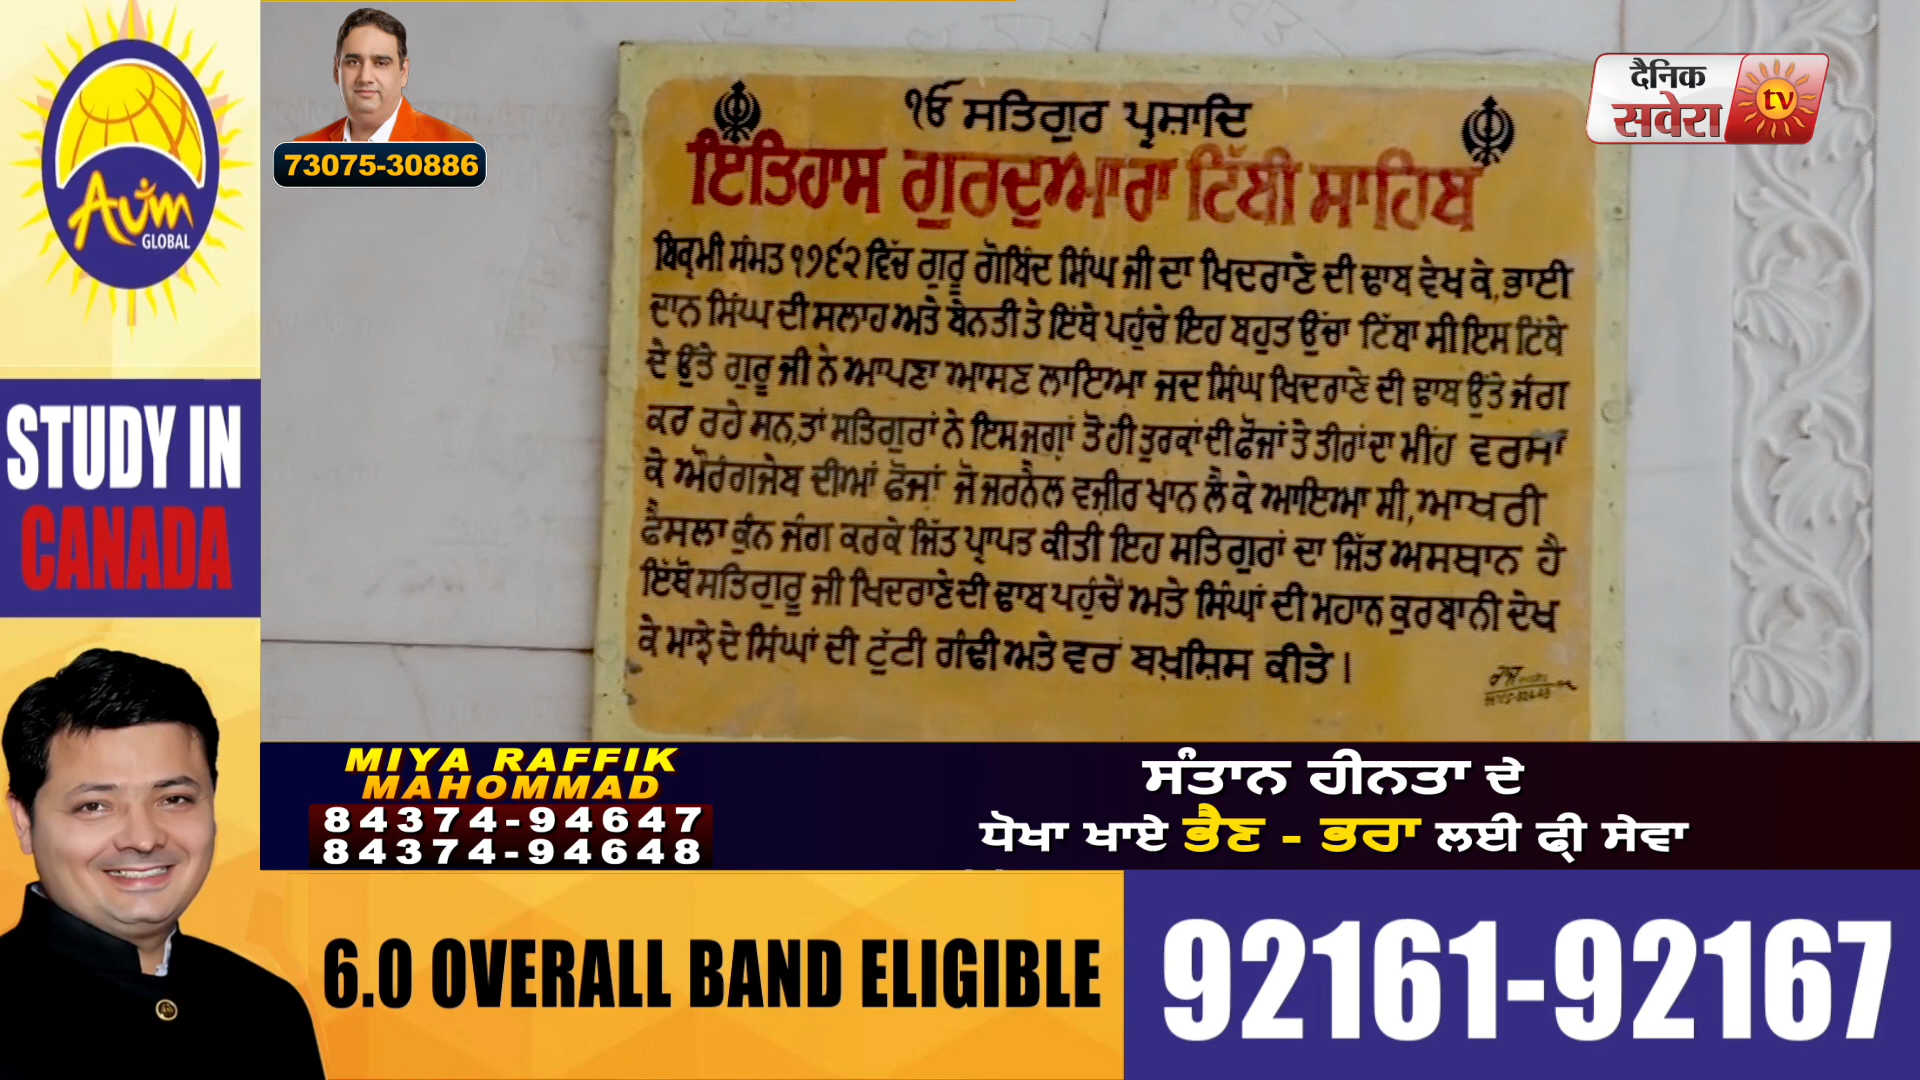 Aum
GLOBAL
STUDY IN
CANADA
73075-30886
दैनिक
सवेरा
tv
ੴ ਸਤਿਗੁਰ ਪ੍ਰਸਾਦਿ
ਇਤਿਹਾਸ ਗੁਰਦੁਆਰਾ ਟਿੱਬੀ ਸਾਹਿਬ
ਬਿਕ੍ਰਮੀ ਸੰਮਤ ੧੭੬੨ ਵਿੱਚ ਗੁਰੂ ਗੋਬਿੰਦ ਸਿੰਘ ਜੀ ਦਾ ਖਿਦਰਾਣੇ ਦੀ ਢਾਬ ਵੇਖ ਕੇ, ਭਾਈ
ਦਾਨ ਸਿੰਘ ਦੀ ਸਲਾਹ ਅਤੇ ਬੇਨਤੀ ਤੇ ਇੱਥੇ ਪਹੁੰਚੇ ਇਹ ਬਹੁਤ ਉੱਚਾ ਟਿੱਬਾ ਸੀ ਇਸ ਟਿੱਬੇ
ਦੇ ਉੱਤੇ ਗੁਰੂ ਜੀ ਨੇ ਆਪਣਾ ਆਸਣ ਲਾਇਆ ਜਦ ਸਿੰਘ ਖਿਦਰਾਣੇ ਦੀ ਢਾਬ ਉੱਤੇ ਜੰਗ
ਕਰ ਰਹੇ ਸਨ, ਤਾਂ ਸਤਿਗੁਰਾਂ ਨੇ ਇਸ ਜਗ੍ਹਾਂ ਤੋਂ ਹੀ ਤੁਰਕਾਂ ਦੀ ਫੌਜਾਂ ਤੇ ਤੀਰਾਂ ਦਾ ਮੀਂਹ ਵਰਸਾ
ਕੇ ਔਰੰਗਜੇਬ ਦੀਆਂ ਫੌਜਾਂ ਜੋ ਜਰਨੈਲ ਵਜ਼ੀਰ ਖਾਨ ਲੈ ਕੇ ਆਇਆ ਸੀ, ਆਖਰੀ
ਫੈਸਲਾ ਕੁੰਨ ਜੰਗ ਕਰਕੇ ਜਿੱਤ ਪ੍ਰਾਪਤ ਕੀਤੀ ਇਹ ਸਤਿਗੁਰਾਂ ਦਾ ਜਿੱਤ ਅਸਥਾਨ ਹੈ
ਇੱਥੋਂ ਸਤਿਗੁਰੂ ਜੀ ਖਿਦਰਾਣੇ ਦੀ ਢਾਬ ਪਹੁੰਚੇ ਅਤੇ ਸਿੰਘਾਂ ਦੀ ਮਹਾਨ ਕੁਰਬਾਨੀ ਦੇਖ
ਕੇ ਮਾਝੇ ਦੇ ਸਿੰਘਾਂ ਦੀ ਟੁੱਟੀ ਗੰਢੀ ਅਤੇ ਵਰ ਬਖ਼ਸ਼ਿਸ਼ ਕੀਤੇ।
MIYA RAFFIK
MAHOMMAD
84374-94647
84374-94648
ਸੰਤਾਨ ਹੀਨਤਾ ਦੇ
ਧੋਖਾ ਖਾਏ ਭੈਣ - ਭਰਾ ਲਈ ਫ੍ਰੀ ਸੇਵਾ
6.0 OVERALL BAND ELIGIBLE
92161-92167